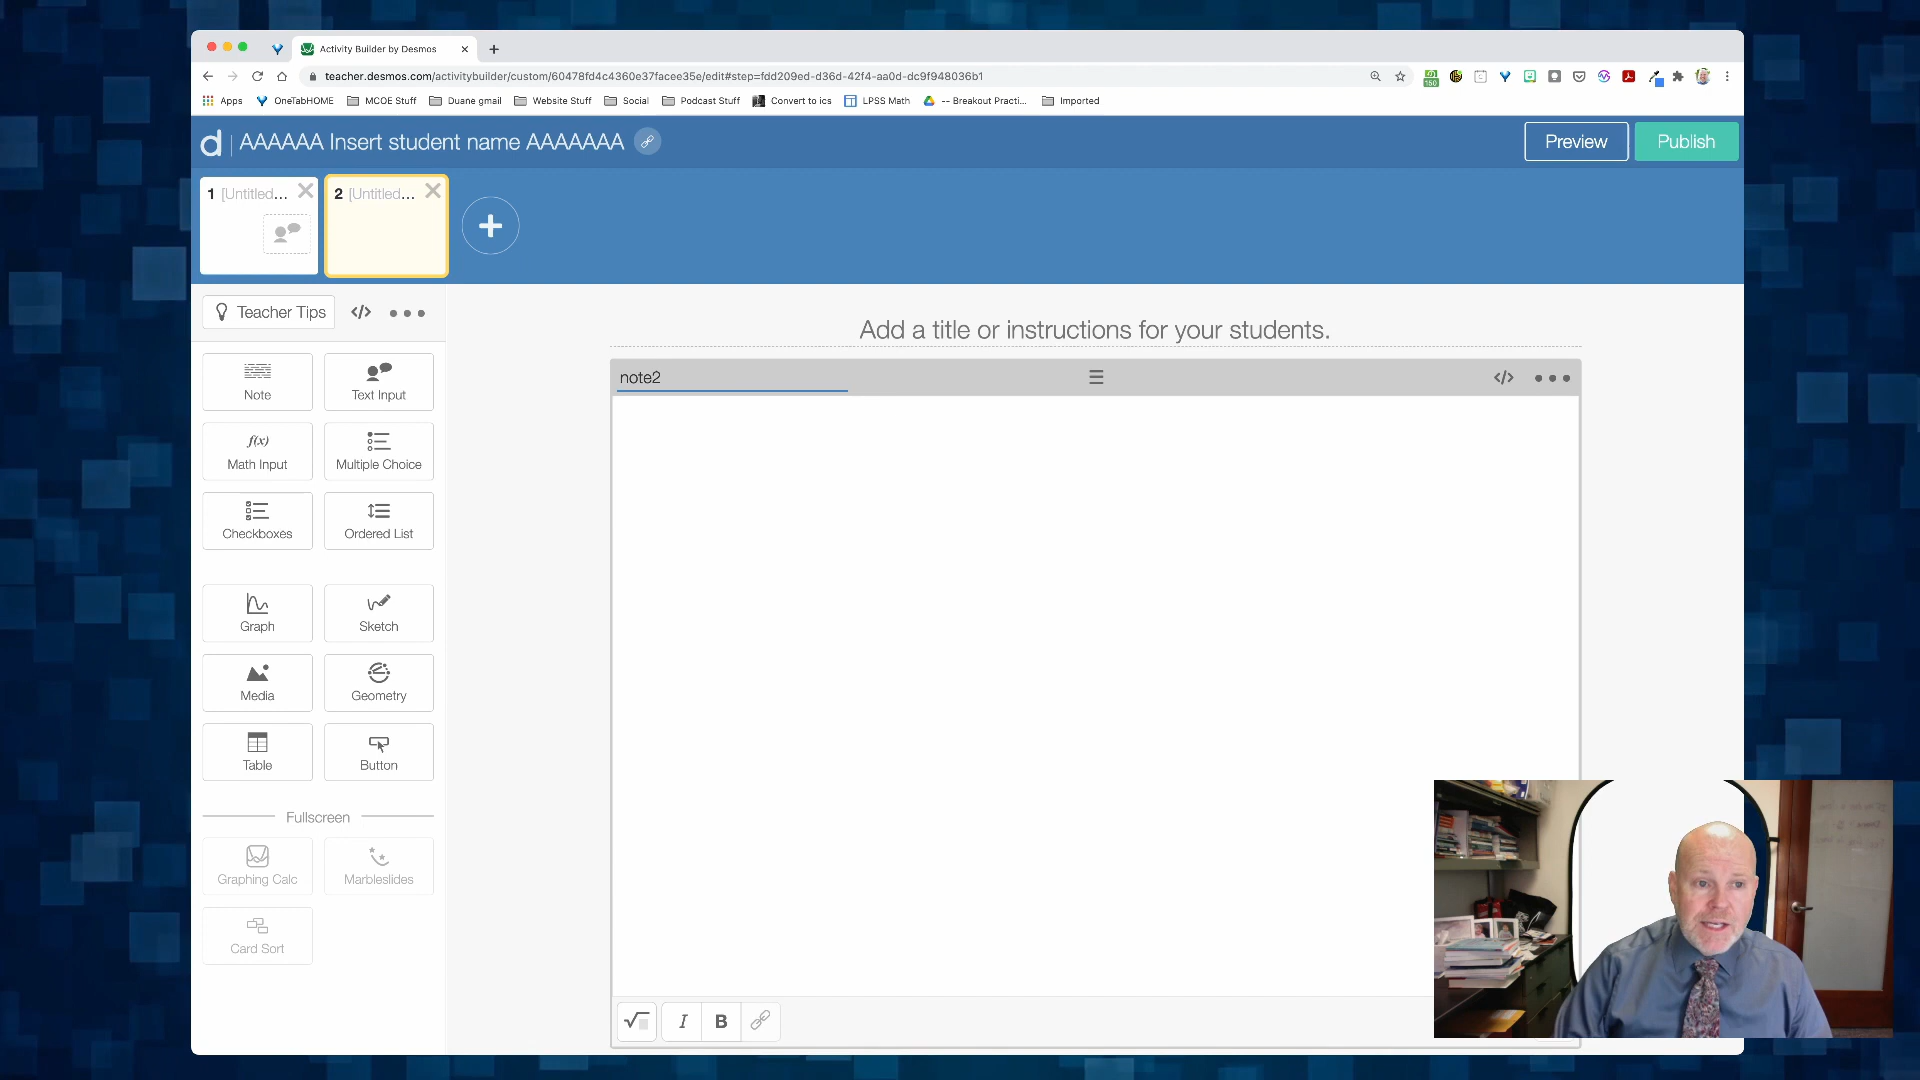 Activity Builder by Desmos
teacher.desmos.com/activitybuilder/custom/60478fd4c4360e37facee35e/edit#step=fdd209ed-d36d-42f4-aa0d-dc9f948036b1
150
Apps OneTabHOME MCOE Stuff Duane gmail Website Stuff Social Podcast Stuff Convert to ics LPSS Math -- Breakout Practi... Imported
d | AAAAAA Insert student name AAAAAAA
Preview Publish
1 [Untitled... 2 [Untitled...
Teacher Tips </>
Add a title or instructions for your students.
note2 </>
Note Text Input
f(x)
Math Input Multiple Choice
Checkboxes Ordered List
Graph Sketch
Media Geometry
Table Button
Fullscreen
Graphing Calc Marbleslides
Card Sort
I B